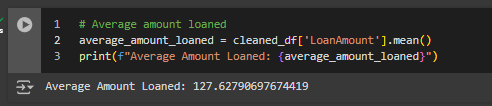 1 # Average amount loaned
2 average_amount_loaned = cleaned_df['LoanAmount'].mean()
3 print(f"Average Amount Loaned: {average_amount_loaned}")
Average Amount Loaned: 127.62790697674419